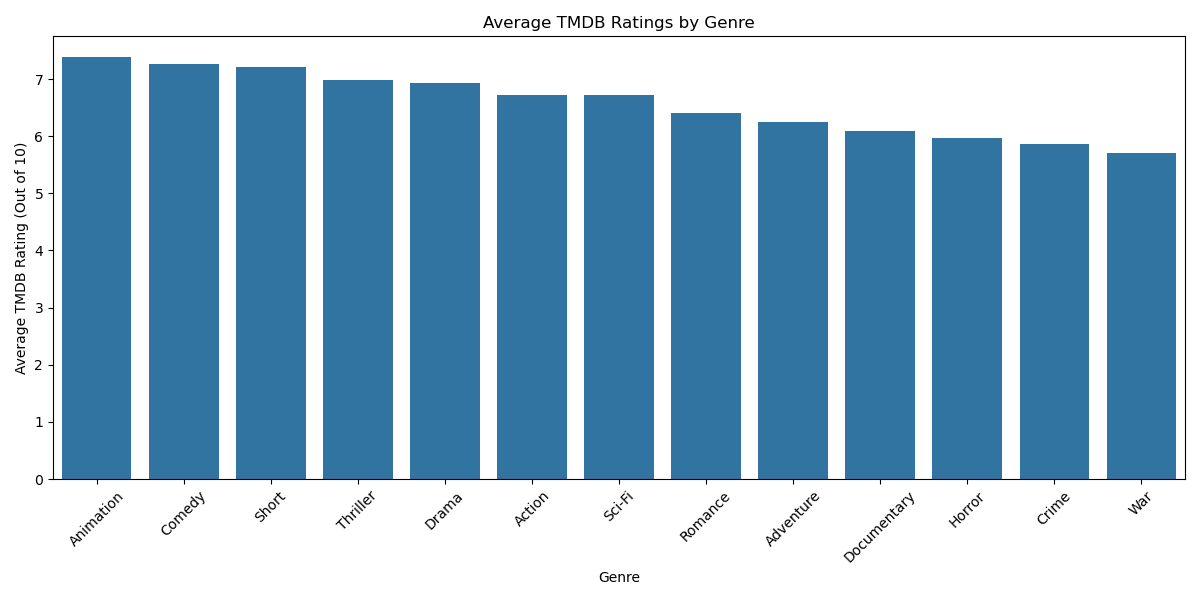 Average TMDB Ratings by Genre
Average TMDB Rating (Out of 10)
7
6
5
4
3
2
1
0
Animation
Comedy
Short
Thriller
Drama
Action
Sci-Fi
Romance
Adventure
Documentary
Horror
Crime
War
Genre